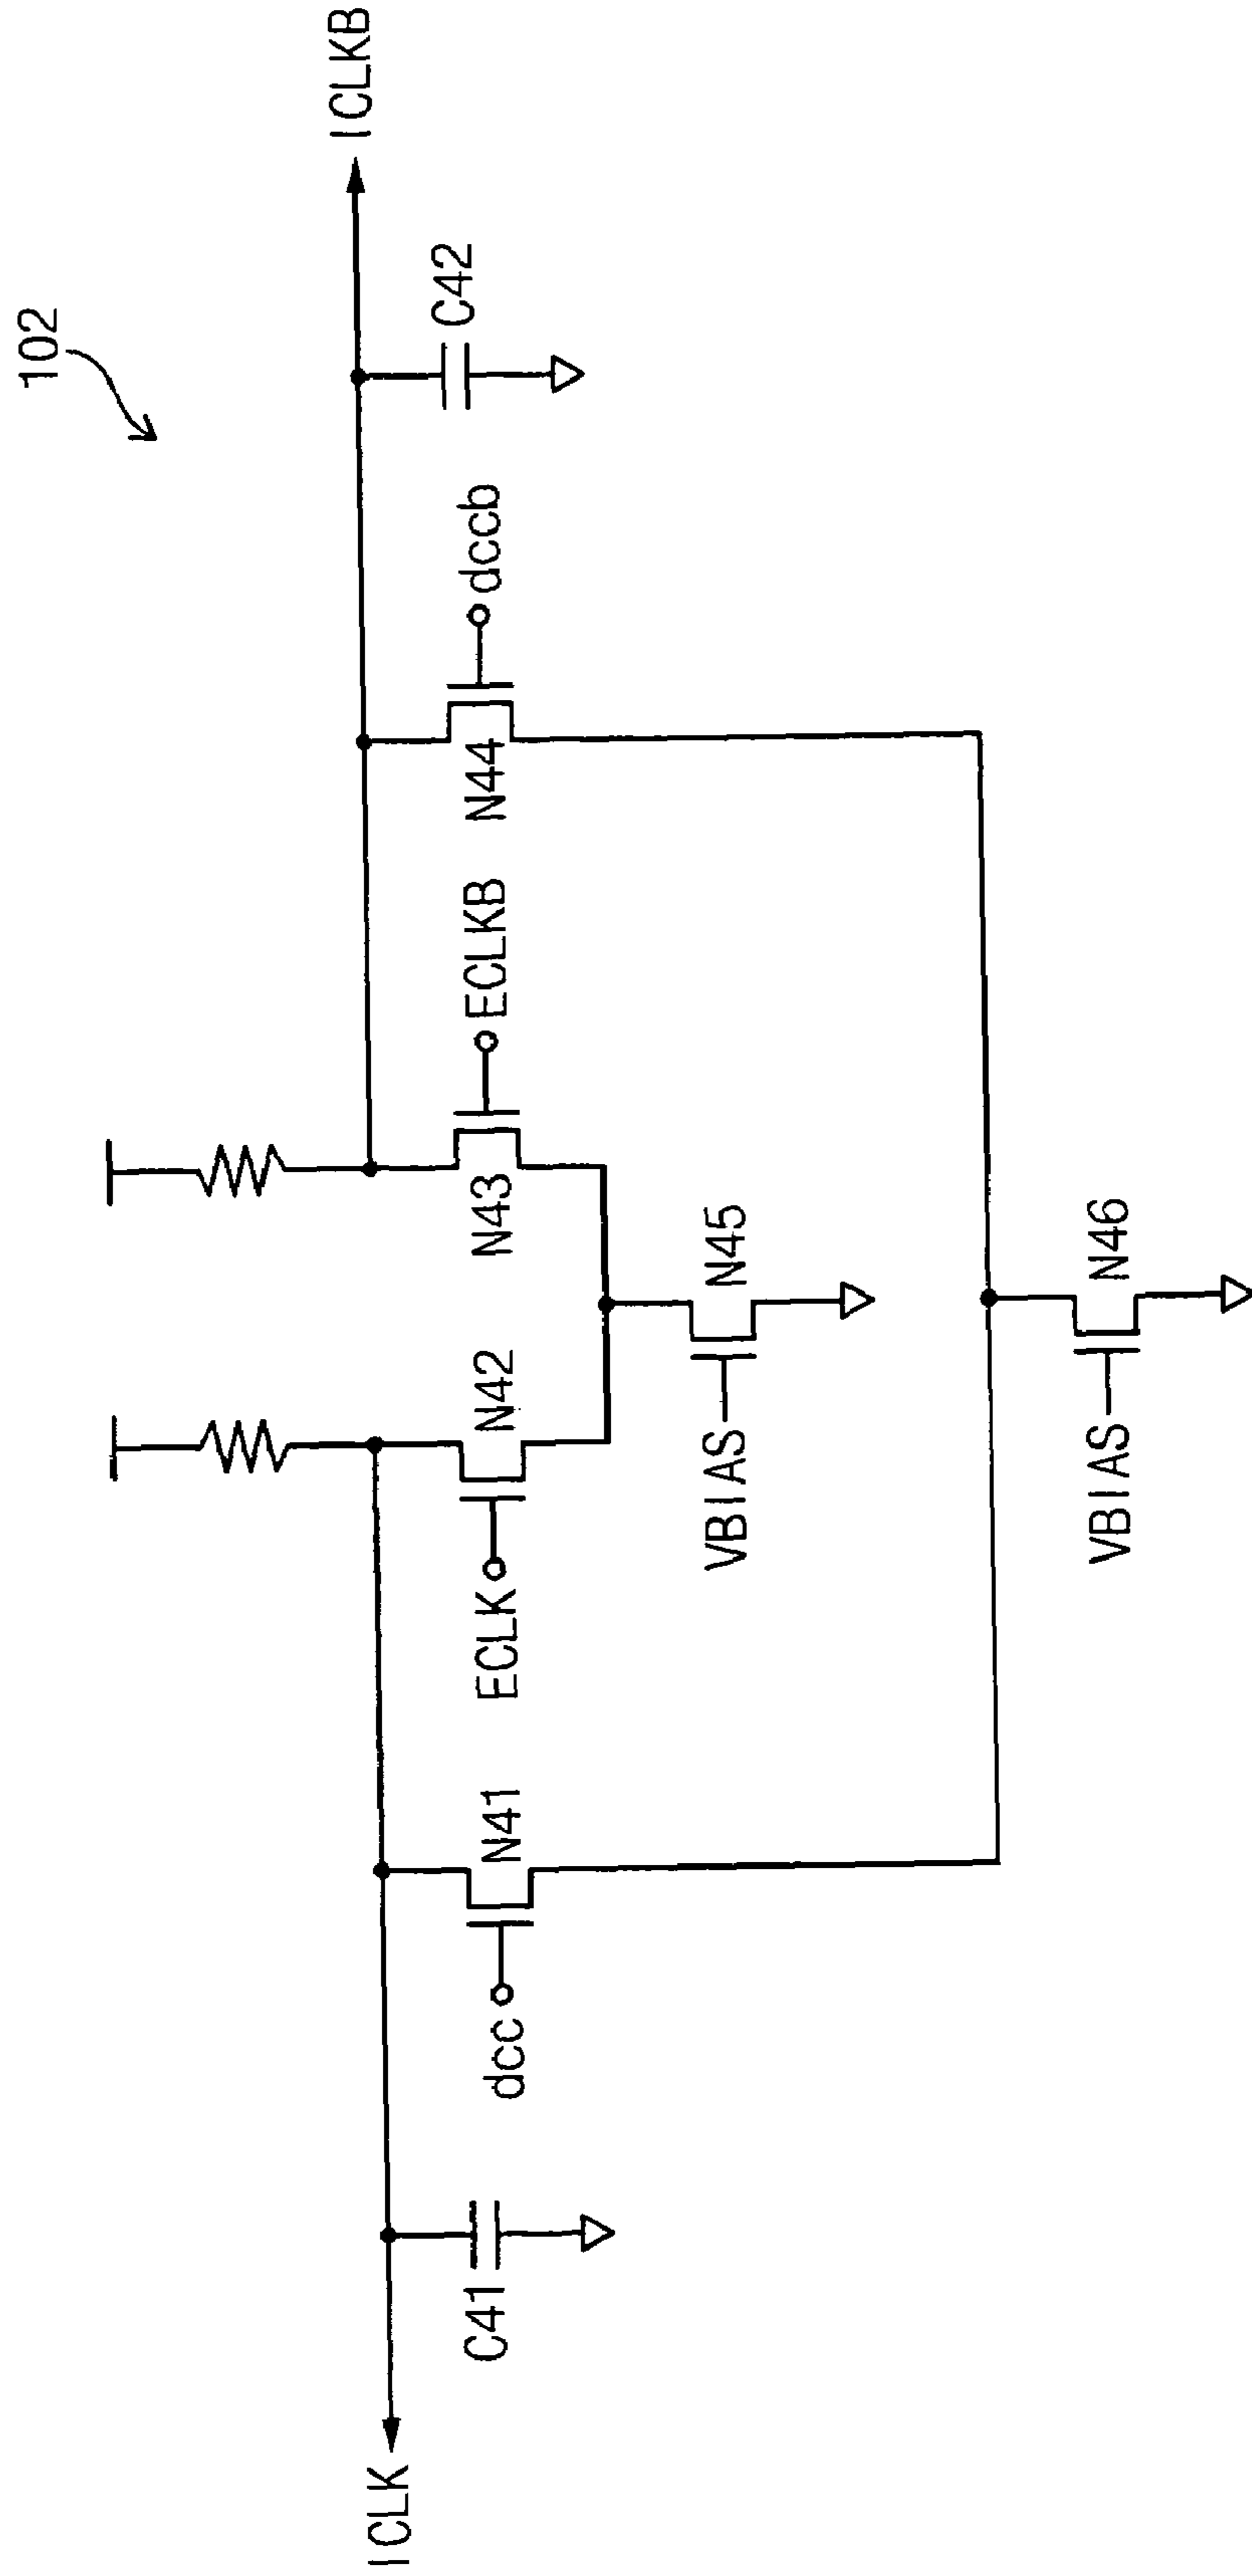 102
ICLK
ICLKB
C41
dcc
N41
ECLK
N42
N43
ECLKB
N44
dccb
C42
VBIAS
N45
VBIAS
N46